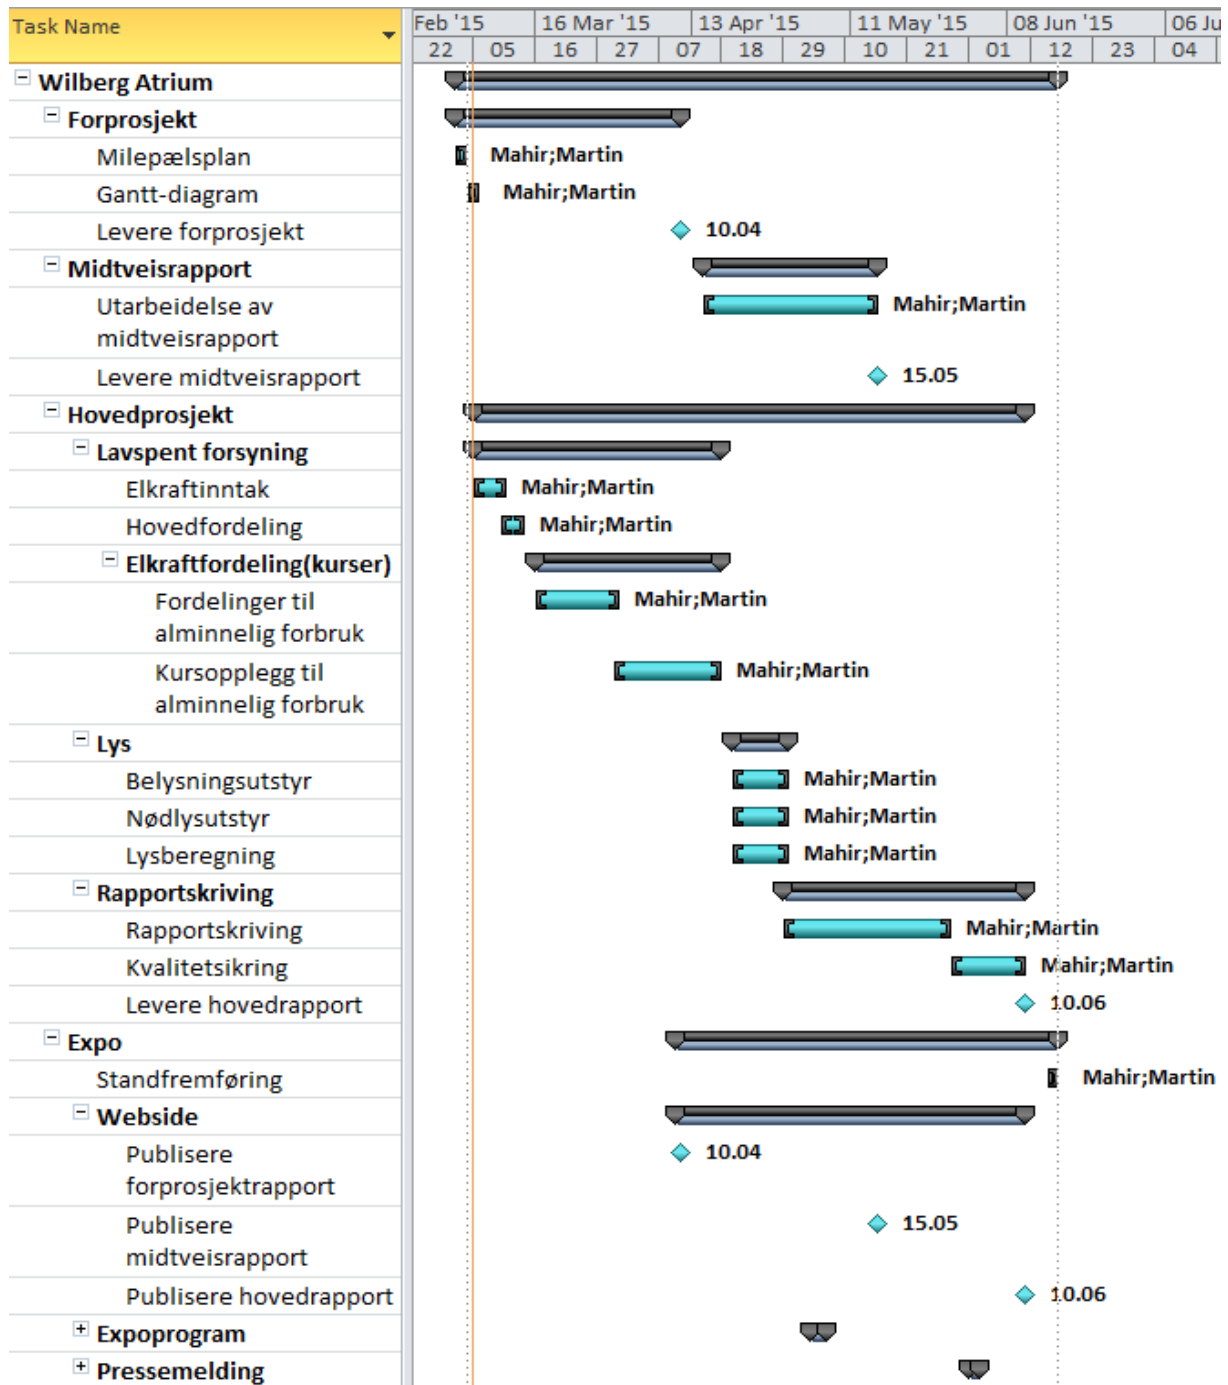 Task Name
Feb '15 16 Mar '15 13 Apr '15 11 May '15 08 Jun '15 06 Ju
22 05 16 27 07 18 29 10 21 01 12 23 04
Wilberg Atrium
Forprosjekt
Milepælsplan Mahir;Martin
Gantt-diagram Mahir;Martin
Levere forprosjekt 10.04
Midtveisrapport
Utarbeidelse av Mahir;Martin
midtveisrapport
Levere midtveisrapport 15.05
Hovedprosjekt
Lavspent forsyning
Elkraftinntak Mahir;Martin
Hovedfordeling Mahir;Martin
Elkraftfordeling(kurser)
Fordelinger til Mahir;Martin
alminnelig forbruk
Kursopplegg til Mahir;Martin
alminnelig forbruk
Lys
Belysningsutstyr Mahir;Martin
Nødlysutstyr Mahir;Martin
Lysberegning Mahir;Martin
Rapportskriving
Rapportskriving Mahir;Martin
Kvalitetsikring Mahir;Martin
Levere hovedrapport 10.06
Expo
Standfremføring Mahir;Martin
Webside
Publisere 10.04
forprosjektrapport
Publisere 15.05
midtveisrapport
Publisere hovedrapport 10.06
Expoprogram
Pressemelding